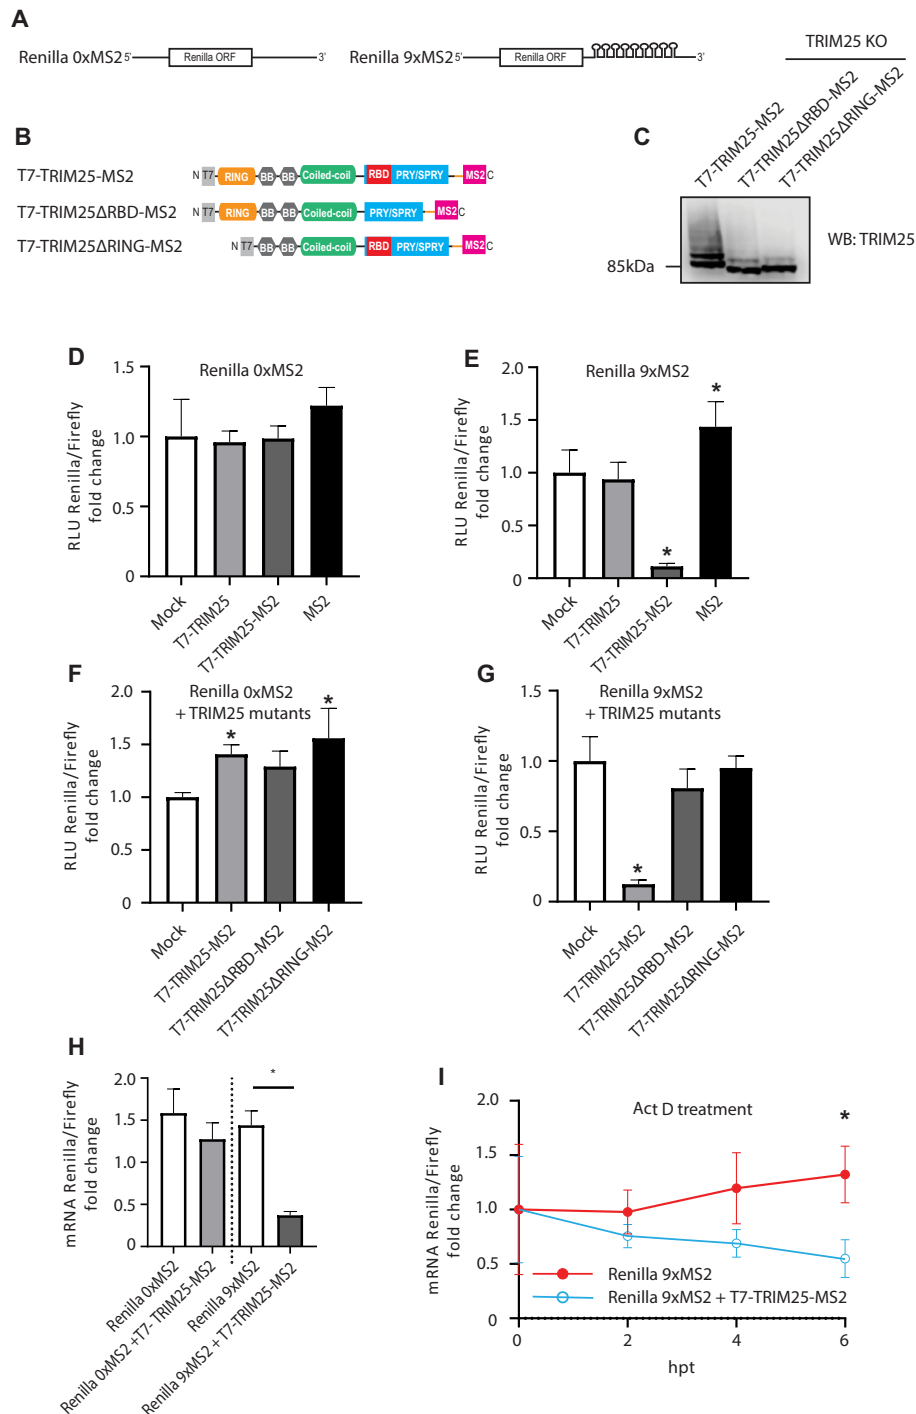 A
Renilla 0xMS2 5' Renilla ORF 3'
Renilla 9xMS2 5' Renilla ORF 3'
TRIM25 KO
B
T7-TRIM25-MS2 N T7 RING BB BB Coiled-coil RBD PRY/SPRY MS2 C
T7-TRIM25ΔRBD-MS2 N T7 RING BB BB Coiled-coil PRY/SPRY MS2 C
T7-TRIM25ΔRING-MS2 N T7 BB BB Coiled-coil RBD PRY/SPRY MS2 C
C
T7-TRIM25-MS2
T7-TRIM25ΔRBD-MS2
T7-TRIM25ΔRING-MS2
WB: TRIM25
85kDa
D
Renilla 0xMS2
RLU Renilla/Firefly
fold change
1.5
1.0
0.5
0
Mock
T7-TRIM25
T7-TRIM25-MS2
MS2
E
Renilla 9xMS2
RLU Renilla/Firefly
fold change
2.0
1.5
1.0
0.5
0
*
*
Mock
T7-TRIM25
T7-TRIM25-MS2
MS2
F
Renilla 0xMS2
+ TRIM25 mutants
RLU Renilla/Firefly
fold change
2.0
1.5
1.0
0.5
0
*
*
Mock
T7-TRIM25-MS2
T7-TRIM25ΔRBD-MS2
T7-TRIM25ΔRING-MS2
G
Renilla 9xMS2
+ TRIM25 mutants
RLU Renilla/Firefly
fold change
1.5
1.0
0.5
0
*
Mock
T7-TRIM25-MS2
T7-TRIM25ΔRBD-MS2
T7-TRIM25ΔRING-MS2
H
mRNA Renilla/Firefly
fold change
2.0
1.5
1.0
0.5
0
*
Renilla 0xMS2
Renilla 0xMS2 +T7- TRIM25-MS2
Renilla 9xMS2
Renilla 9xMS2 + T7-TRIM25-MS2
I
Act D treatment
mRNA Renilla/Firefly
fold change
2.0
1.5
1.0
0.5
0
*
Renilla 9xMS2
Renilla 9xMS2 + T7-TRIM25-MS2
0 2 4 6
hpt